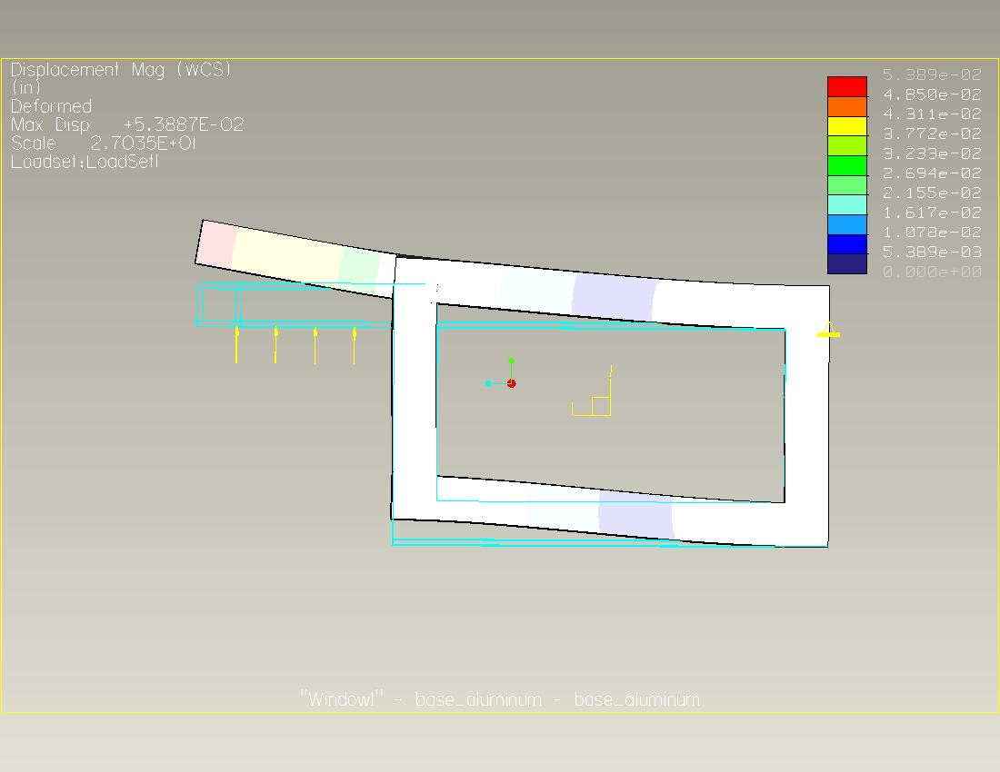 Displacement Mag (WCS)
(in)
Deformed
Max Disp +5.3887E-02
Scale 2.7035E+01
Loadset:LoadSet1
5.389e-02
4.850e-02
4.311e-02
3.772e-02
3.233e-02
2.694e-02
2.155e-02
1.617e-02
1.078e-02
5.389e-03
0.000e+00
"Window1" - base_aluminum - base_aluminum